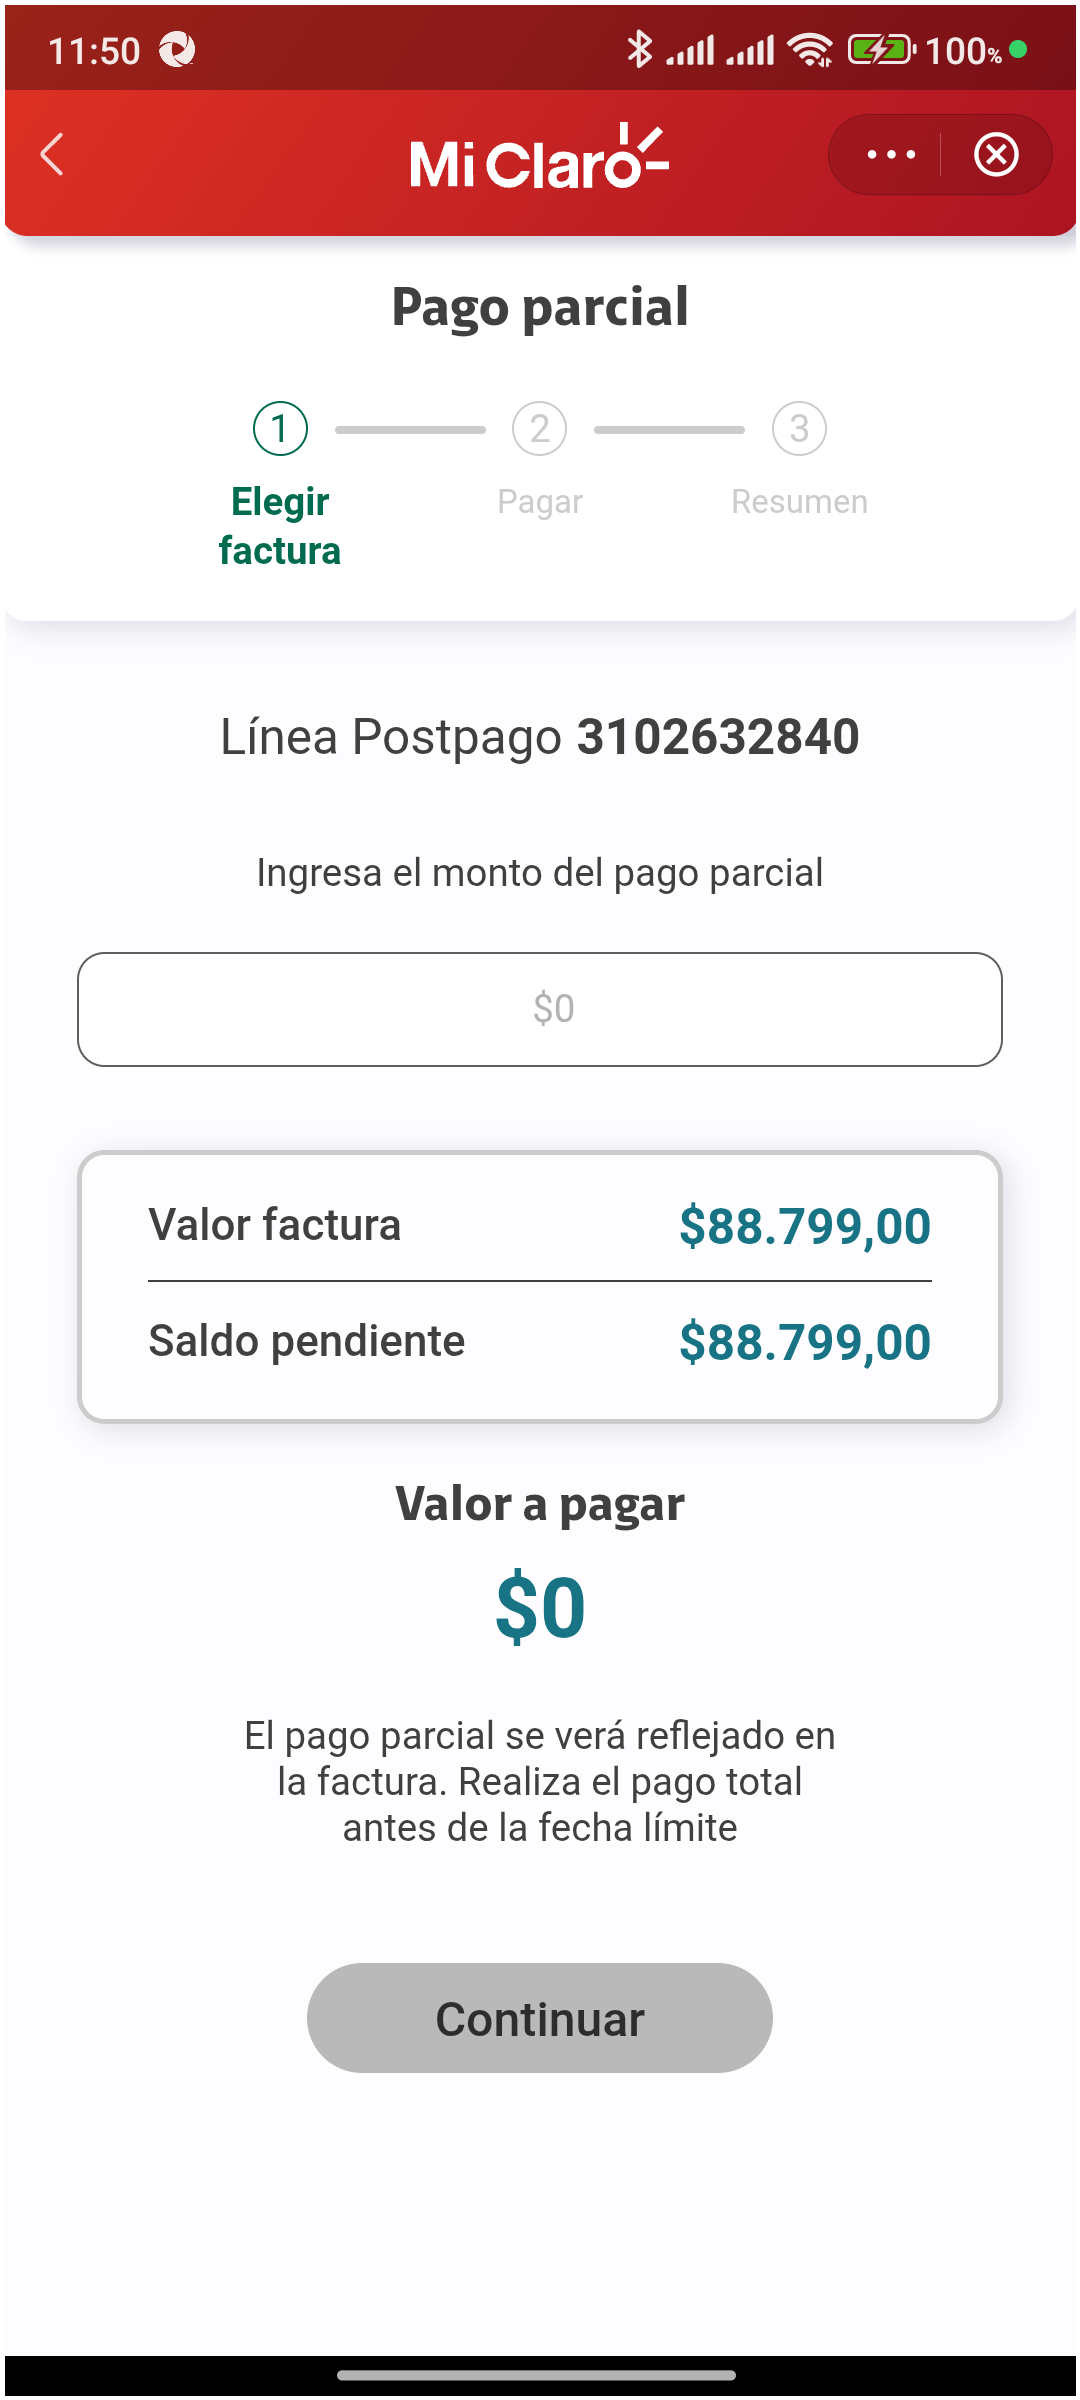 11:50 100%
Mi Claro
Pago parcial
1 2 3
Elegir factura Pagar Resumen
Línea Postpago 3102632840
Ingresa el monto del pago parcial
$0
Valor factura $88.799,00
Saldo pendiente $88.799,00
Valor a pagar
$0
El pago parcial se verá reflejado en
la factura. Realiza el pago total
antes de la fecha límite
Continuar